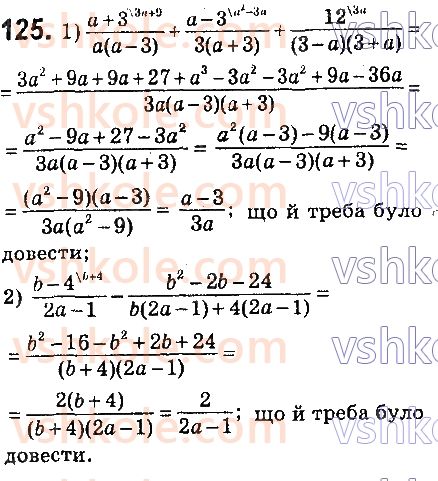 125. 1) \frac{a+3^{\backslash 3a+9}}{a(a-3)} + \frac{a-3^{\backslash a^2-3a}}{3(a+3)} + \frac{12^{\backslash 3a}}{(3-a)(3+a)} =
= \frac{3a^2+9a+9a+27+a^3-3a^2-3a^2+9a-36a}{3a(a-3)(a+3)} =
= \frac{a^2-9a+27-3a^2}{3a(a-3)(a+3)} = \frac{a^2(a-3)-9(a-3)}{3a(a-3)(a+3)} =
= \frac{(a^2-9)(a-3)}{3a(a^2-9)} = \frac{a-3}{3a}; що й треба було
довести;
2) \frac{b-4^{\backslash b+4}}{2a-1} - \frac{b^2-2b-24}{b(2a-1)+4(2a-1)} =
= \frac{b^2-16-b^2+2b+24}{(b+4)(2a-1)} =
= \frac{2(b+4)}{(b+4)(2a-1)} = \frac{2}{2a-1}; що й треба було
довести.
vshkole.com